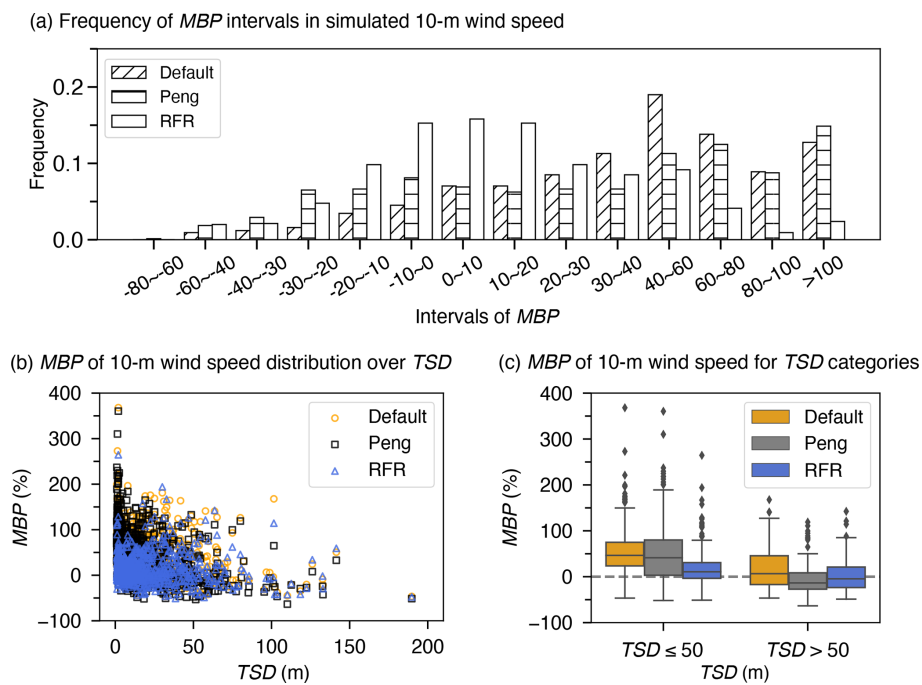 (a) Frequency of MBP intervals in simulated 10-m wind speed
Frequency
0.2
0.1
0.0
Default
Peng
RFR
-80~-60
-60~-40
-40~-30
-30~-20
-20~-10
-10~0
0~10
10~20
20~30
30~40
40~60
60~80
80~100
>100
Intervals of MBP
(b) MBP of 10-m wind speed distribution over TSD
MBP (%)
400
300
200
100
0
−100
Default
Peng
RFR
0
50
100
150
200
TSD (m)
(c) MBP of 10-m wind speed for TSD categories
MBP (%)
400
300
200
100
0
−100
Default
Peng
RFR
TSD ≤ 50
TSD > 50
TSD (m)